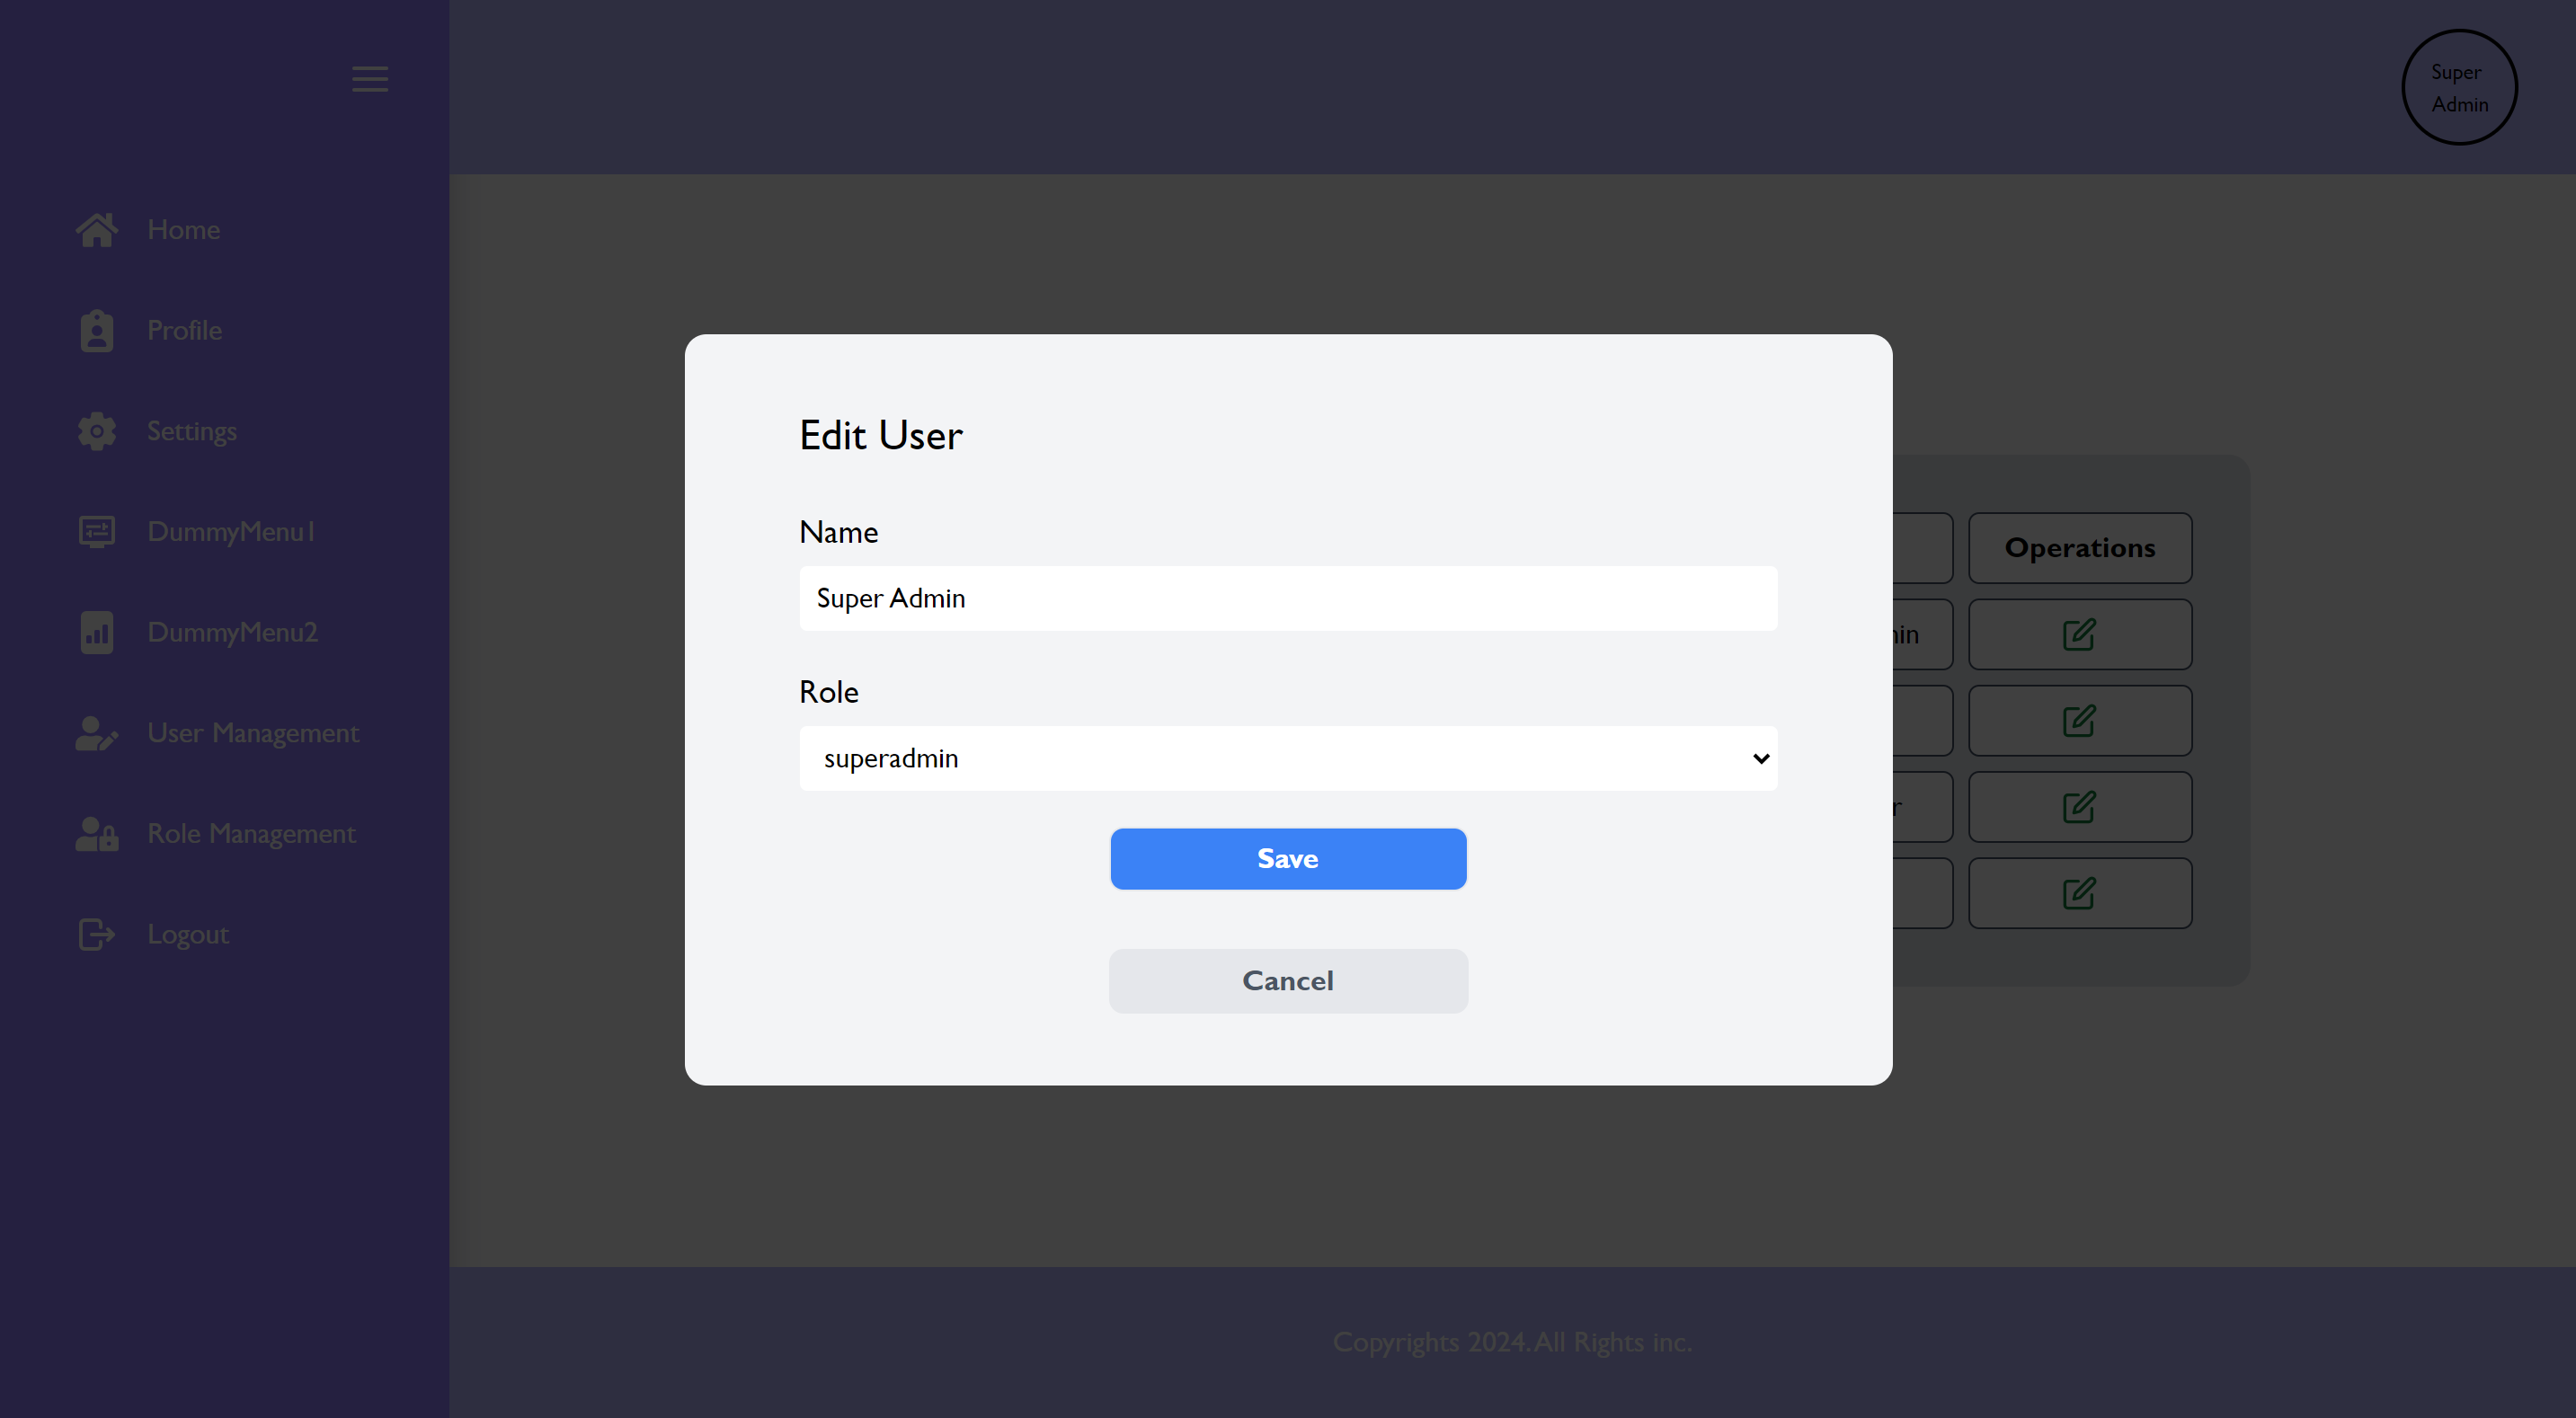 Super
Admin
Home
Profile
Settings
DummyMenu1
DummyMenu2
User Management
Role Management
Logout
Edit User
Name
Super Admin
Role
superadmin
Save
Cancel
Operations
Copyrights 2024. All Rights inc.